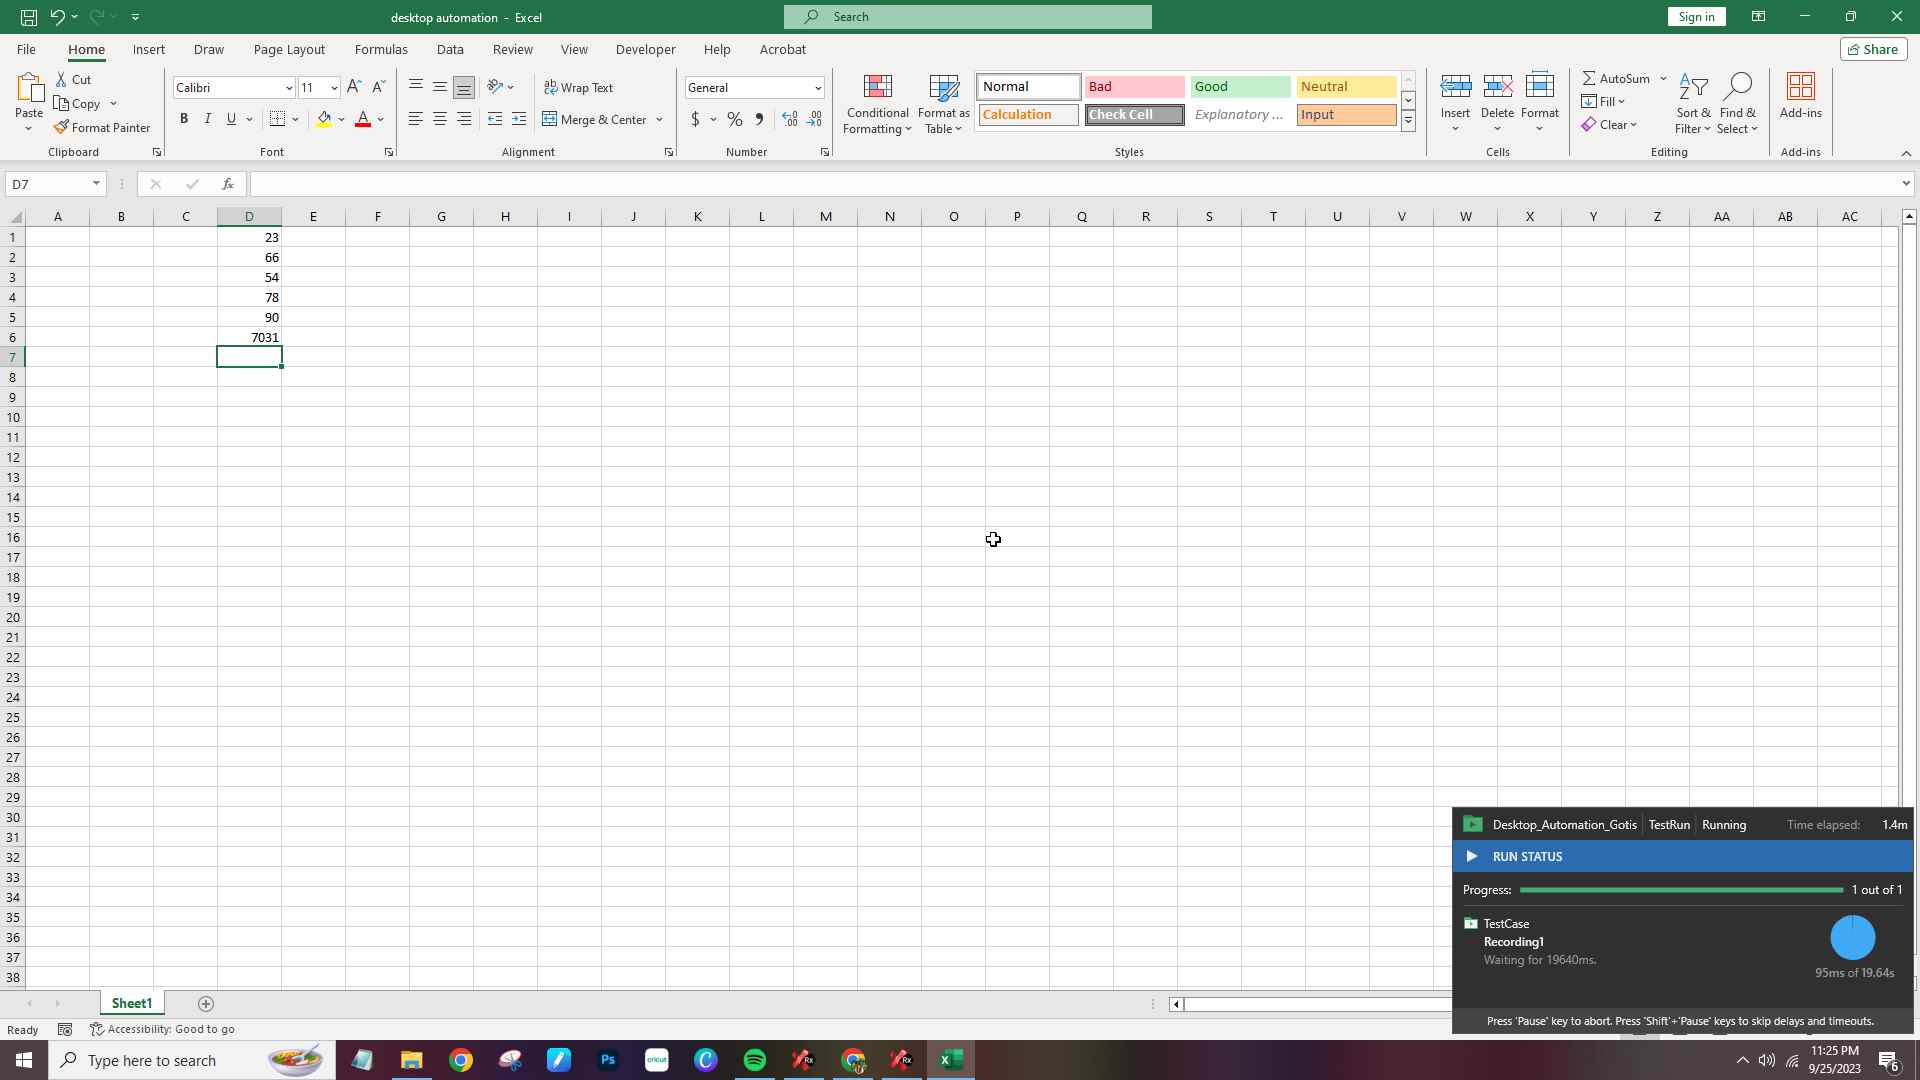 desktop automation - Excel
Search
Sign in
File Home Insert Draw Page Layout Formulas Data Review View Developer Help Acrobat
Share
Paste
Cut
Copy
Format Painter
Clipboard
Calibri 11
B I U
Font
Wrap Text
Merge & Center
Alignment
General
$ % 9
Number
Conditional Formatting
Format as Table
Normal Bad Good Neutral
Calculation Check Cell Explanatory ... Input
Styles
Insert Delete Format
Cells
AutoSum
Fill
Clear
Sort & Filter
Find & Select
Editing
Add-ins
Add-ins
D7
fx
A B C D E F G H I J K L M N O P Q R S T U V W X Y Z AA AB AC
1 23
2 66
3 54
4 78
5 90
6 7031
7
8
9
10
11
12
13
14
15
16
17
18
19
20
21
22
23
24
25
26
27
28
29
30
31
32
33
34
35
36
37
38
Desktop_Automation_Gotis TestRun Running Time elapsed: 1.4m
RUN STATUS
Progress: 1 out of 1
TestCase
Recording1
Waiting for 19640ms.
95ms of 19.64s
Press 'Pause' key to abort. Press 'Shift'+'Pause' keys to skip delays and timeouts.
Sheet1
Ready
Accessibility: Good to go
Type here to search
Ps
cricut
Rx
Rx
11:25 PM
9/25/2023
6